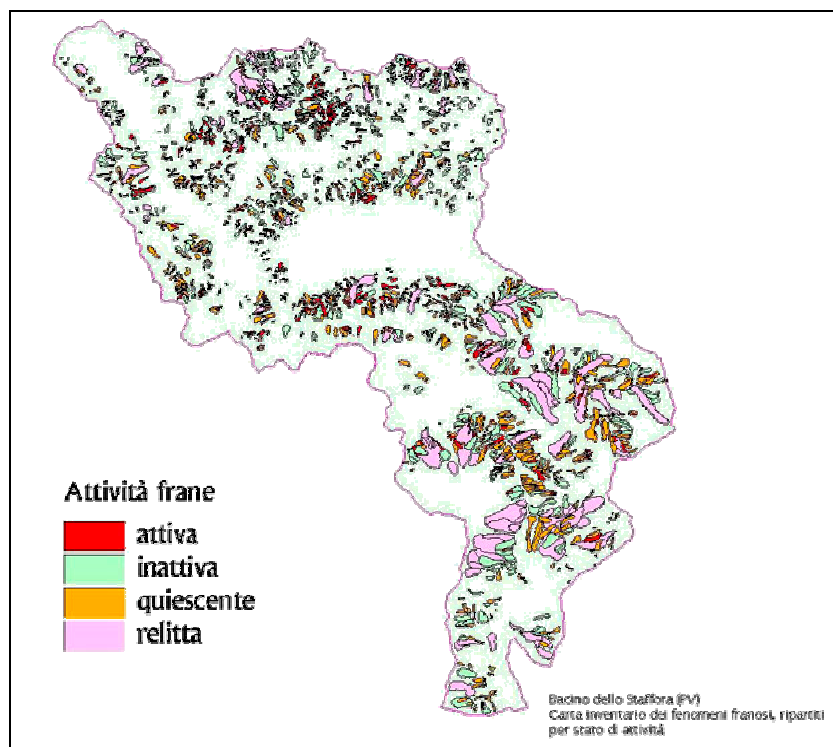 Attività frane
attiva
inattiva
quiescente
relitta
Bacino dello Staffora (PV)
Carta inventario dei fenomeni franosi, ripartiti
per stato di attività